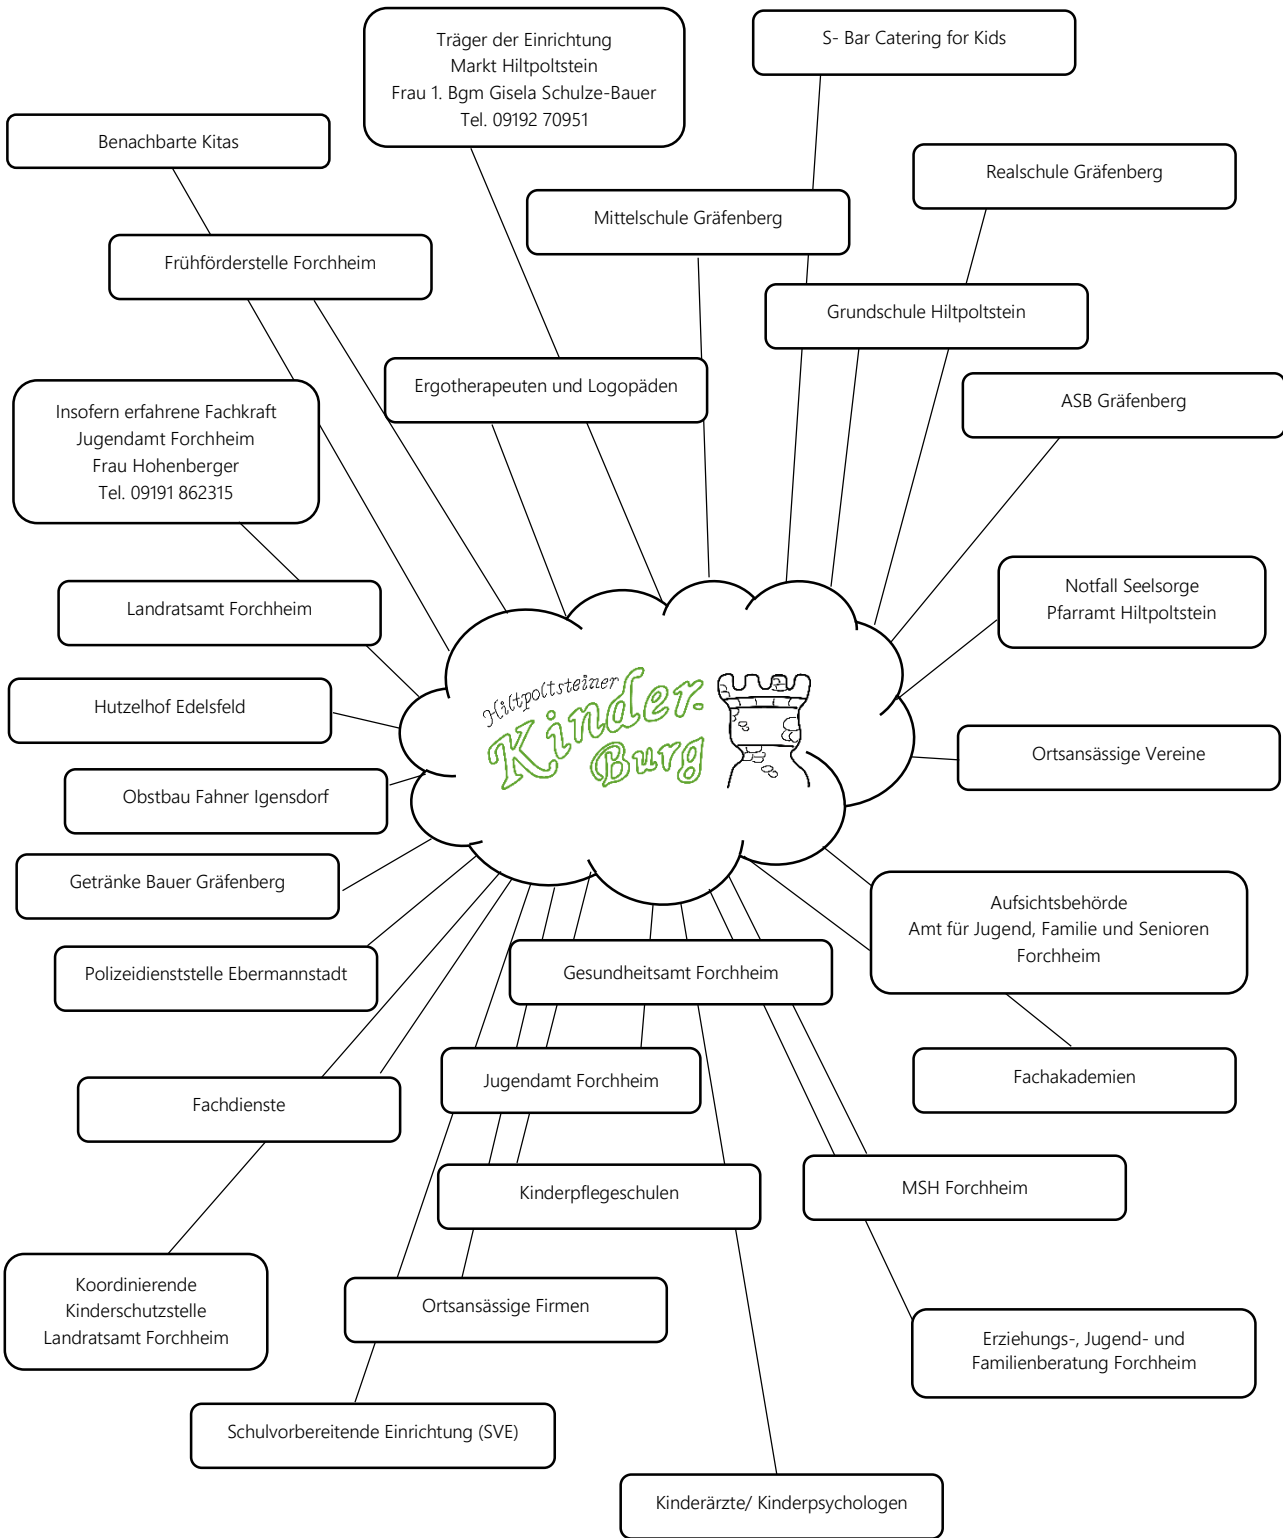 S- Bar Catering for Kids
Träger der Einrichtung
Markt Hiltpoltstein
Frau 1. Bgm Gisela Schulze-Bauer
Tel. 09192 70951
Benachbarte Kitas
Realschule Gräfenberg
Mittelschule Gräfenberg
Frühförderstelle Forchheim
Grundschule Hiltpoltstein
Ergotherapeuten und Logopäden
ASB Gräfenberg
Insofern erfahrene Fachkraft
Jugendamt Forchheim
Frau Hohenberger
Tel. 09191 862315
Notfall Seelsorge
Pfarramt Hiltpoltstein
Landratsamt Forchheim
Hiltpoltsteiner
Kinder-
Burg
Hutzelhof Edelsfeld
Ortsansässige Vereine
Obstbau Fahner Igensdorf
Getränke Bauer Gräfenberg
Aufsichtsbehörde
Amt für Jugend, Familie und Senioren
Forchheim
Polizeidienststelle Ebermannstadt
Gesundheitsamt Forchheim
Jugendamt Forchheim
Fachakademien
Fachdienste
Kinderpflegeschulen
MSH Forchheim
Koordinierende
Kinderschutzstelle
Landratsamt Forchheim
Ortsansässige Firmen
Erziehungs-, Jugend- und
Familienberatung Forchheim
Schulvorbereitende Einrichtung (SVE)
Kinderärzte/ Kinderpsychologen